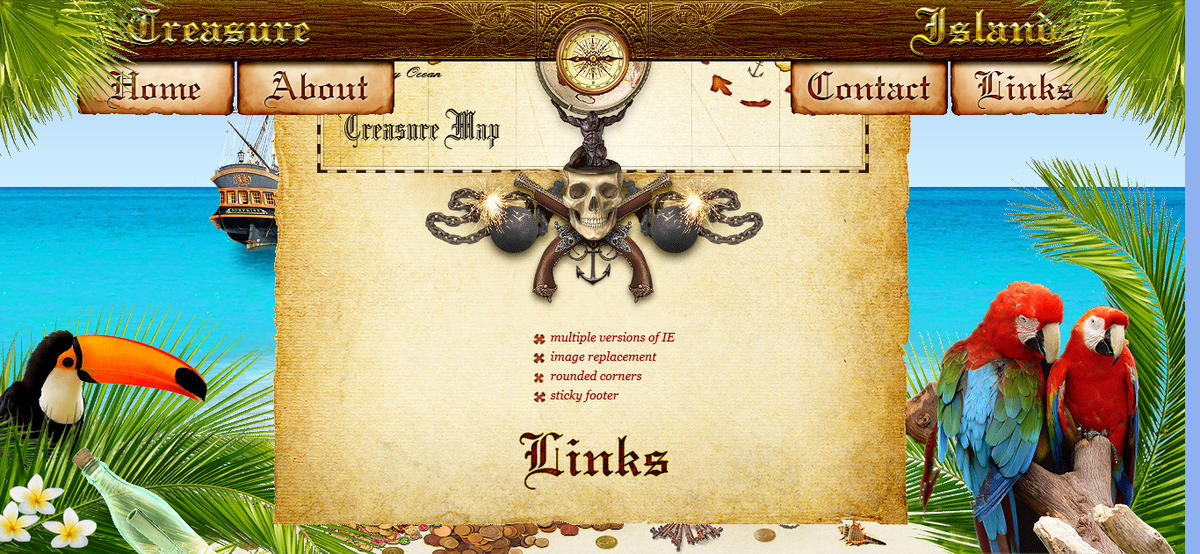 Treasure Island
Home About Contact Links
Ocean
Treasure Map
multiple versions of IE
image replacement
rounded corners
sticky footer
Links